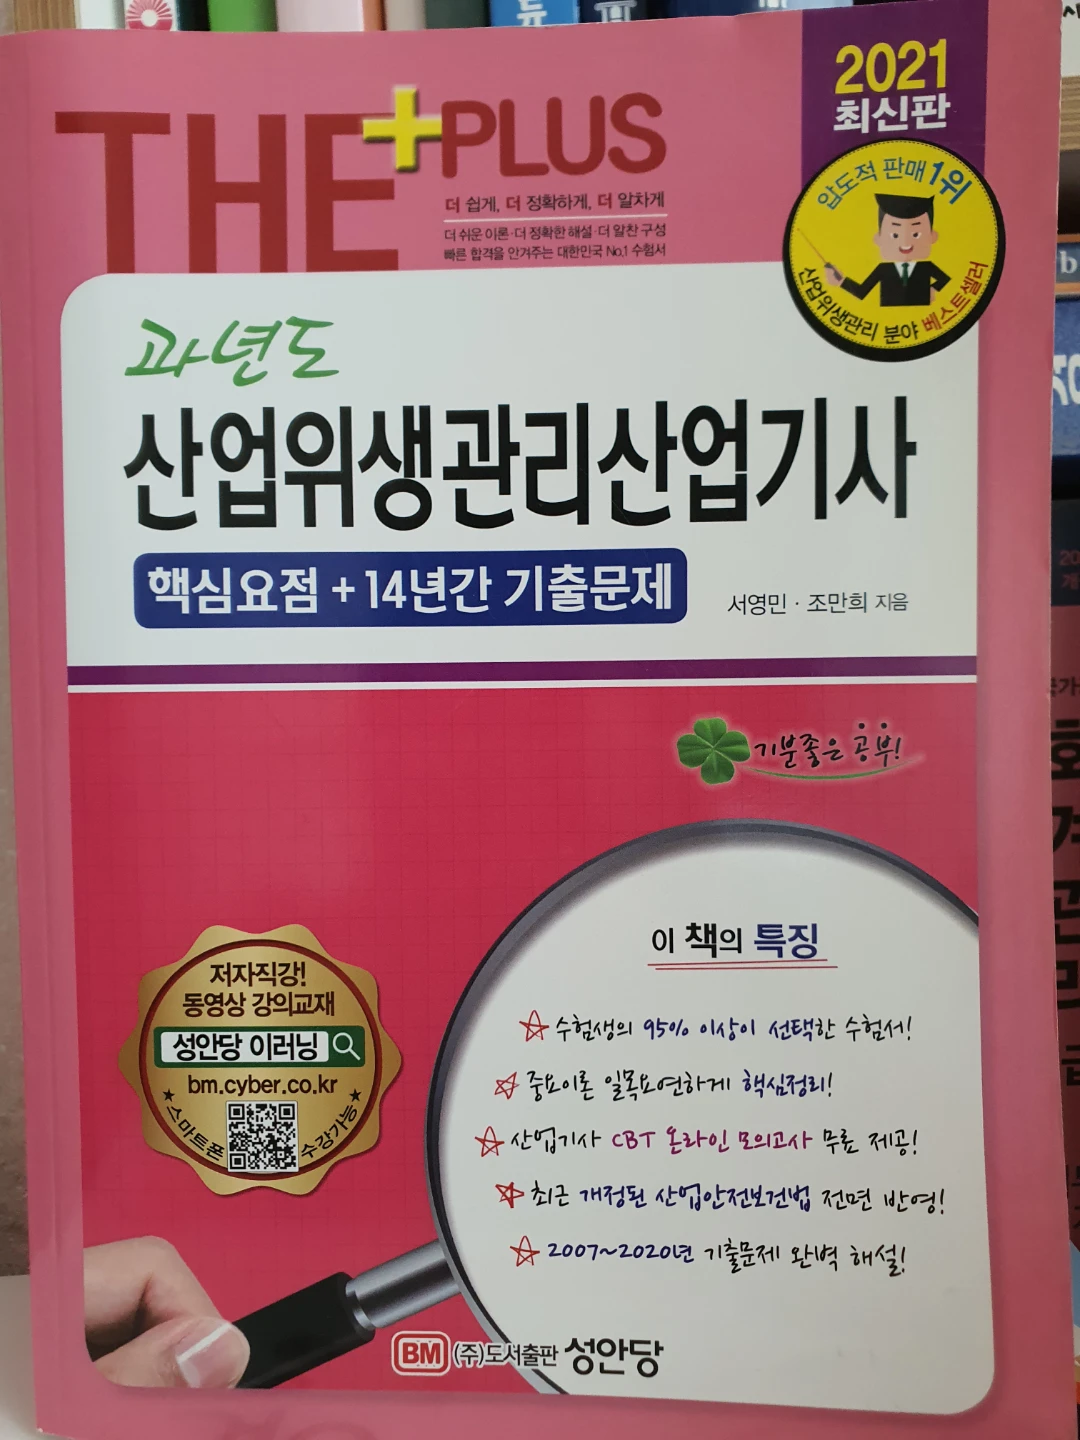 THE +PLUS
더 쉽게, 더 정확하게, 더 알차게
더 쉬운 이론·더 정확한 해설·더 알찬 구성
빠른 합격을 안겨주는 대한민국 No.1 수험서
2021
최신판
압도적 판매 1위
산업위생관리 분야 베스트셀러
과년도
산업위생관리산업기사
핵심요점 + 14년간 기출문제
서영민 · 조만희 지음
기분좋은 공부!
이 책의 특징
수험생의 95% 이상이 선택한 수험서!
중요이론 일목요연하게 핵심정리!
산업기사 CBT 온라인 모의고사 무료 제공!
최근 개정된 산업안전보건법 전면 반영!
2007~2020년 기출문제 완벽 해설!
저자직강!
동영상 강의교재
성안당 이러닝
bm.cyber.co.kr
★스마트폰 수강가능★
BM (주)도서출판 성안당